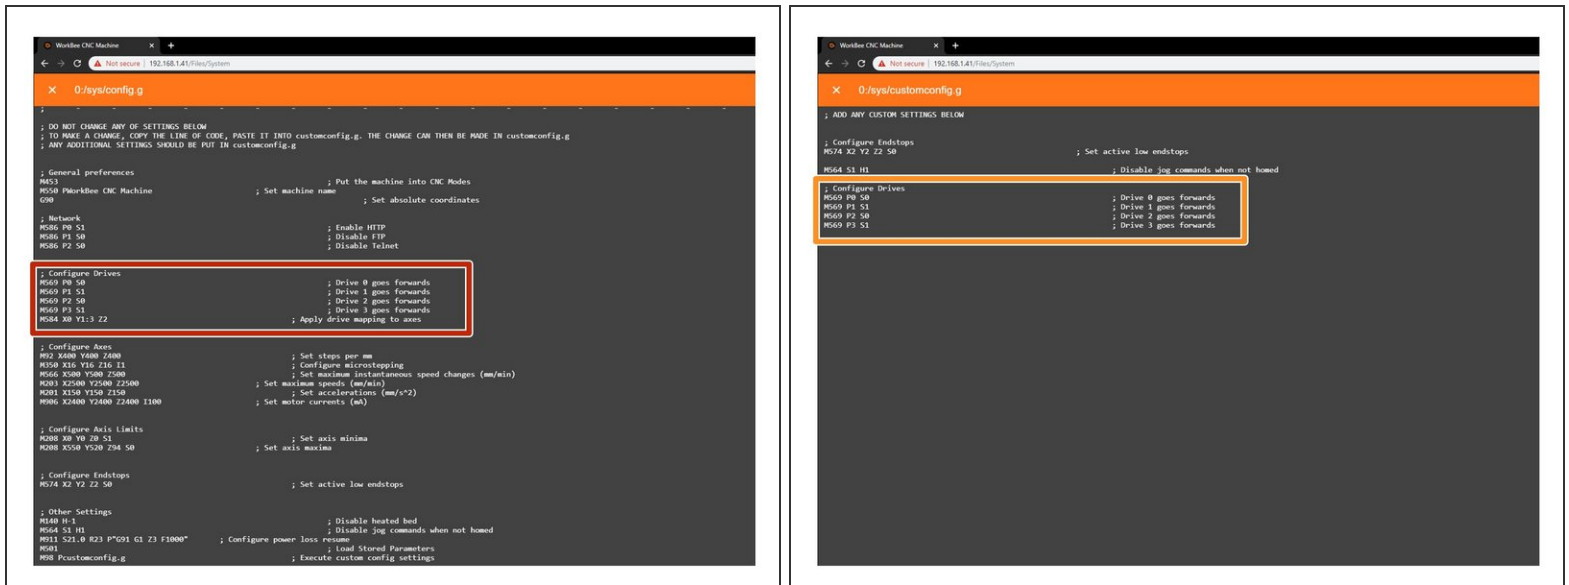 WorkBee CNC Machine
Not secure | 192.168.1.41/Files/System
0:/sys/config.g
; - - - - - - - - - - - - - - - - - -
; DO NOT CHANGE ANY OF SETTINGS BELOW
; TO MAKE A CHANGE, COPY THE LINE OF CODE, PASTE IT INTO customconfig.g. THE CHANGE CAN THEN BE MADE IN customconfig.g
; ANY ADDITIONAL SETTINGS SHOULD BE PUT IN customconfig.g
; General preferences
M453 ; Put the machine into CNC Modes
M550 PWorkBee CNC Machine ; Set machine name
G90 ; Set absolute coordinates
; Network
M586 P0 S1 ; Enable HTTP
M586 P1 S0 ; Disable FTP
M586 P2 S0 ; Disable Telnet
; Configure Drives
M569 P0 S0 ; Drive 0 goes forwards
M569 P1 S1 ; Drive 1 goes forwards
M569 P2 S0 ; Drive 2 goes forwards
M569 P3 S1 ; Drive 3 goes forwards
M584 X0 Y1:3 Z2 ; Apply drive mapping to axes
; Configure Axes
M92 X400 Y400 Z400 ; Set steps per mm
M350 X16 Y16 Z16 I1 ; Configure microstepping
M566 X500 Y500 Z500 ; Set maximum instantaneous speed changes (mm/min)
M203 X2500 Y2500 Z2500 ; Set maximum speeds (mm/min)
M201 X150 Y150 Z150 ; Set accelerations (mm/s^2)
M906 X2400 Y2400 Z2400 I100 ; Set motor currents (mA)
; Configure Axis Limits
M208 X0 Y0 Z0 S1 ; Set axis minima
M208 X550 Y520 Z94 S0 ; Set axis maxima
; Configure Endstops
M574 X2 Y2 Z2 S0 ; Set active low endstops
; Other Settings
M140 H-1 ; Disable heated bed
M564 S1 H1 ; Disable jog commands when not homed
M911 S21.0 R23 P"G91 G1 Z3 F1000" ; Configure power loss resume
M501 ; Load Stored Parameters
M98 Pcustomconfig.g ; Execute custom config settings
WorkBee CNC Machine
Not secure | 192.168.1.41/Files/System
0:/sys/customconfig.g
; ADD ANY CUSTOM SETTINGS BELOW
; Configure Endstops
M574 X2 Y2 Z2 S0 ; Set active low endstops
M564 S1 H1 ; Disable jog commands when not homed
; Configure Drives
M569 P0 S0 ; Drive 0 goes forwards
M569 P1 S1 ; Drive 1 goes forwards
M569 P2 S0 ; Drive 2 goes forwards
M569 P3 S1 ; Drive 3 goes forwards